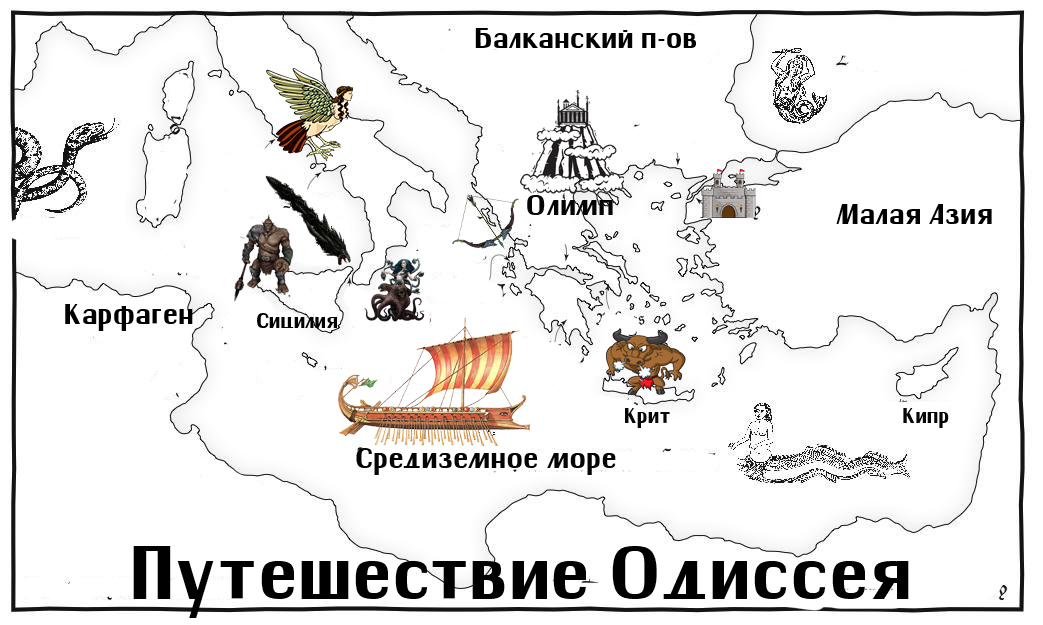 Балканский п-ов
Олимп
Малая Азия
Карфаген
Сицилия
Крит
Кипр
Средиземное море
Путешествие Одиссея